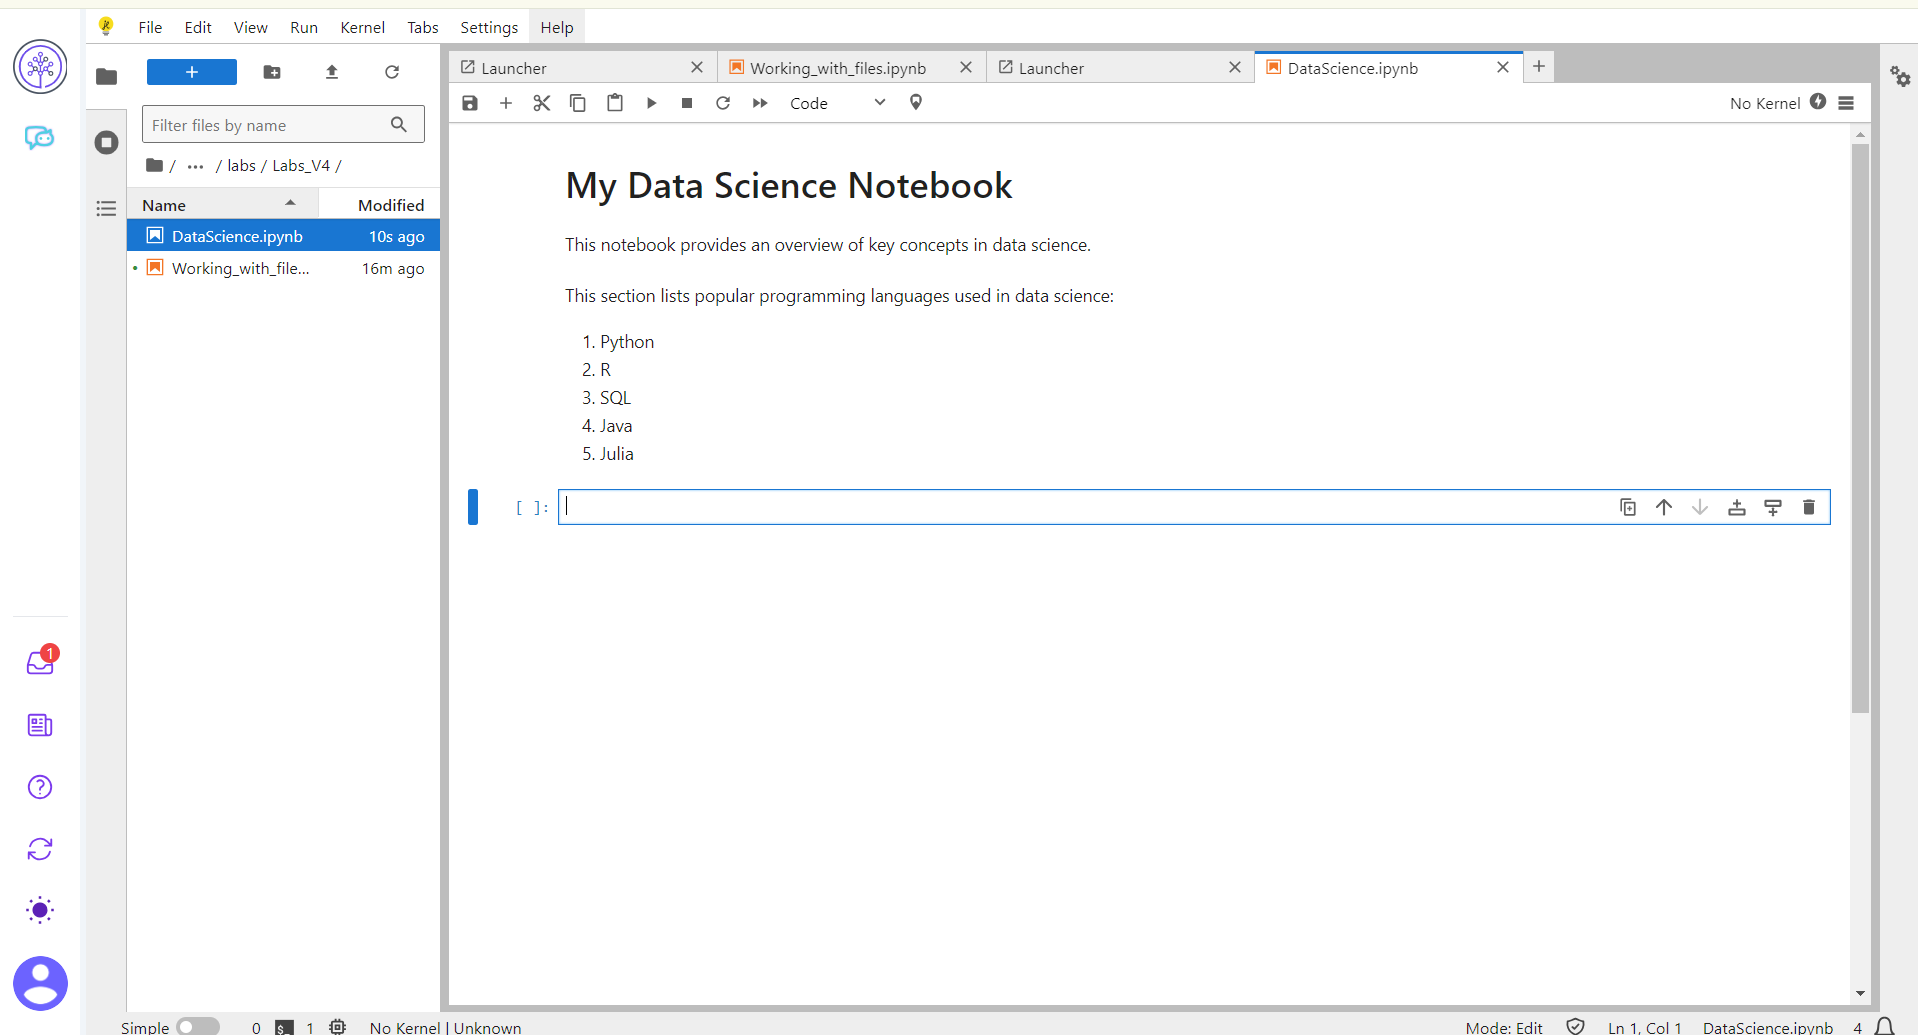 File Edit View Run Kernel Tabs Settings Help
Launcher
Working_with_files.ipynb
Launcher
DataScience.ipynb
Code
No Kernel
Filter files by name
/ ... / labs / Labs_V4 /
Name Modified
DataScience.ipynb 10s ago
Working_with_file... 16m ago
My Data Science Notebook
This notebook provides an overview of key concepts in data science.
This section lists popular programming languages used in data science:
1. Python
2. R
3. SQL
4. Java
5. Julia
[ ]:
1
Simple 0 $_ 1 No Kernel | Unknown Mode: Edit Ln 1, Col 1 DataScience.ipynb 4